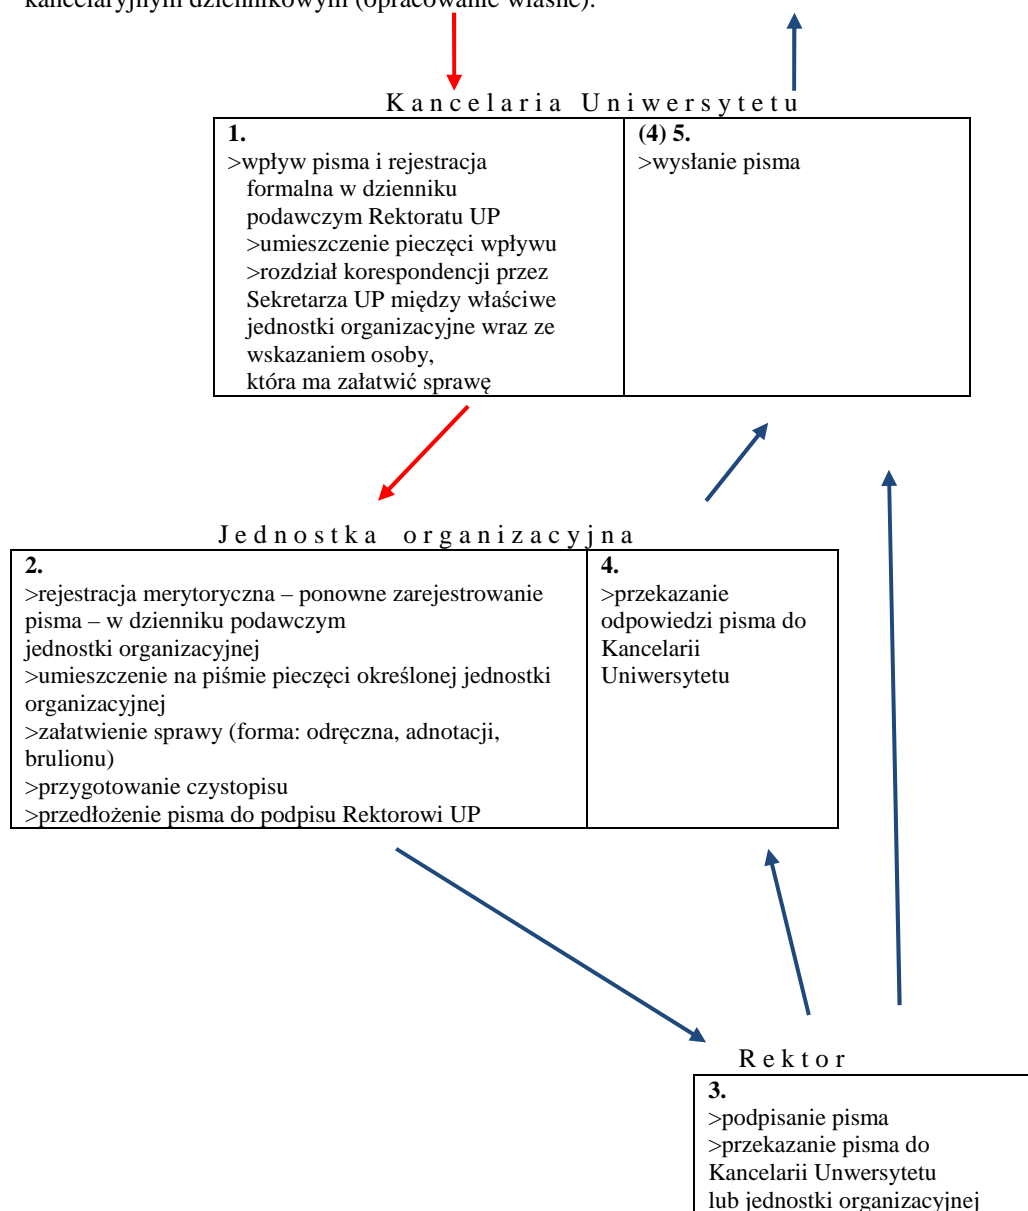 kancelaryjnym dziennikowym (opracowanie własne).
Kancelaria Uniwersytetu
1.
>wpływ pisma i rejestracja
formalna w dzienniku
podawczym Rektoratu UP
>umieszczenie pieczęci wpływu
>rozdział korespondencji przez
Sekretarza UP między właściwe
jednostki organizacyjne wraz ze
wskazaniem osoby,
która ma załatwić sprawę
(4) 5.
>wysłanie pisma
Jednostka organizacyjna
2.
>rejestracja merytoryczna – ponowne zarejestrowanie
pisma – w dzienniku podawczym
jednostki organizacyjnej
>umieszczenie na piśmie pieczęci określonej jednostki
organizacyjnej
>załatwienie sprawy (forma: odręczna, adnotacji,
brulionu)
>przygotowanie czystopisu
>przedłożenie pisma do podpisu Rektorowi UP
4.
>przekazanie
odpowiedzi pisma do
Kancelarii
Uniwersytetu
Rektor
3.
>podpisanie pisma
>przekazanie pisma do
Kancelarii Unwersytetu
lub jednostki organizacyjnej